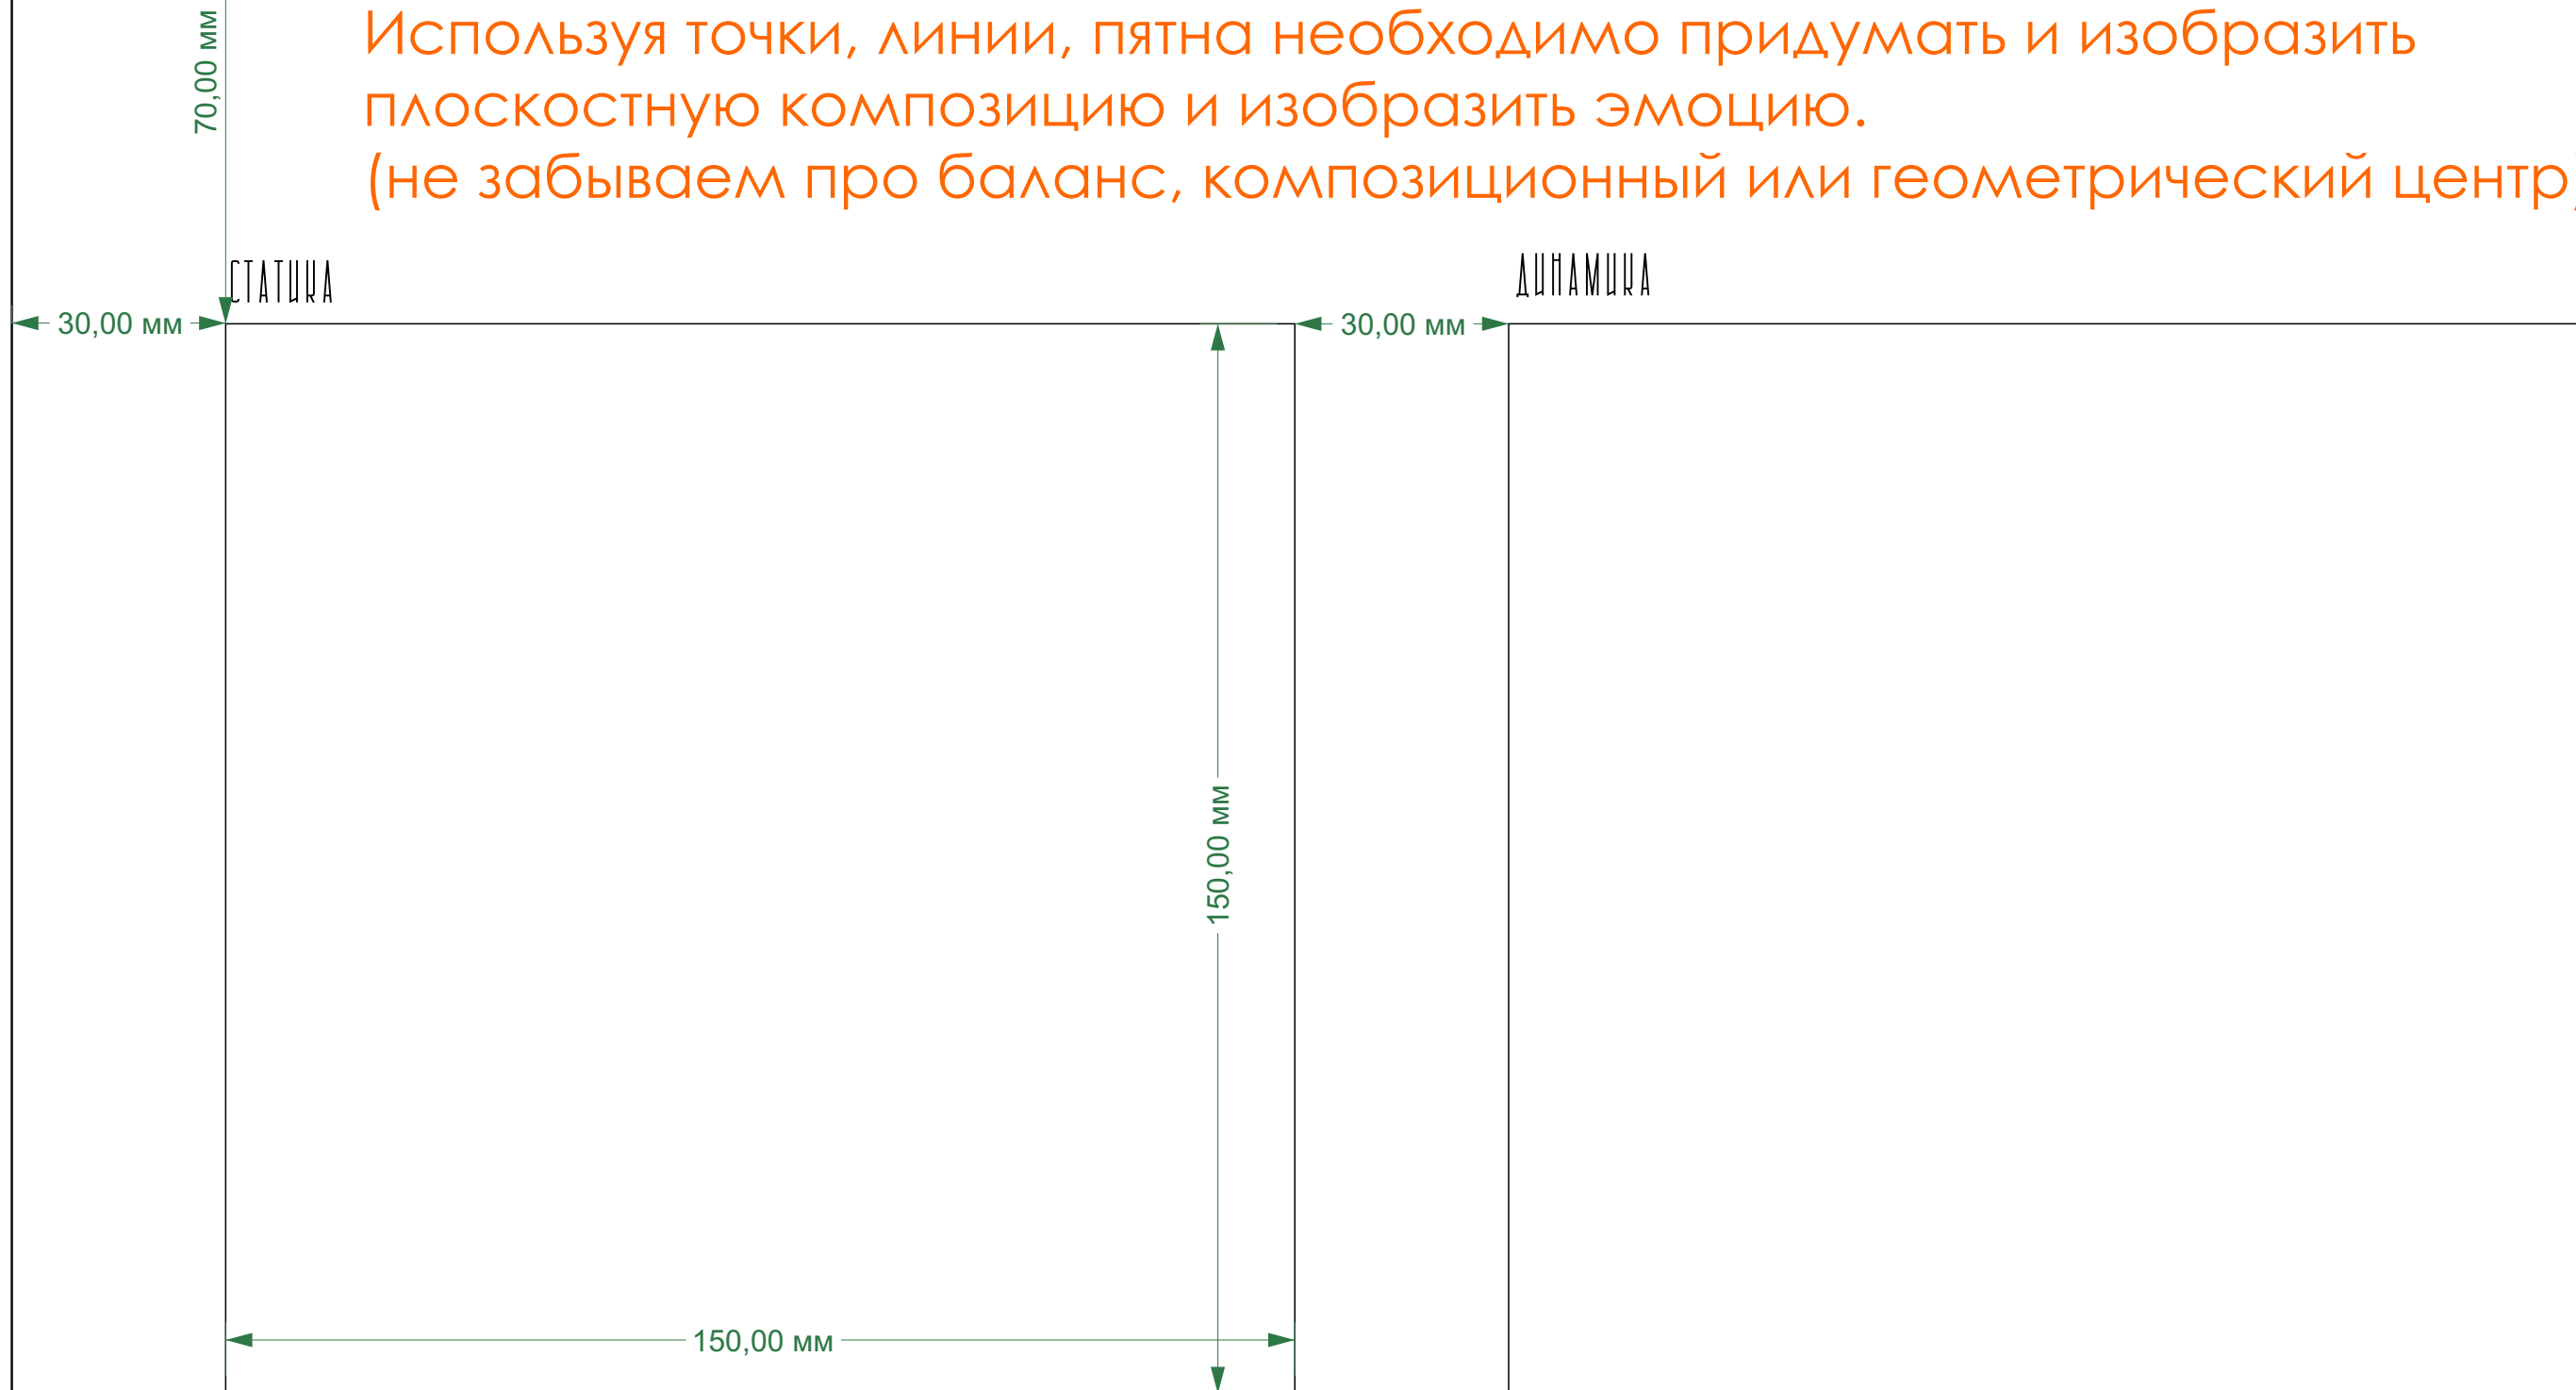 Используя точки, линии, пятна необходимо придумать и изобразить
плоскостную композицию и изобразить эмоцию.
(не забываем про баланс, композиционный или геометрический центр)
70,00 мм
СТАТИКА
ДИНАМИКА
30,00 мм
30,00 мм
150,00 мм
150,00 мм